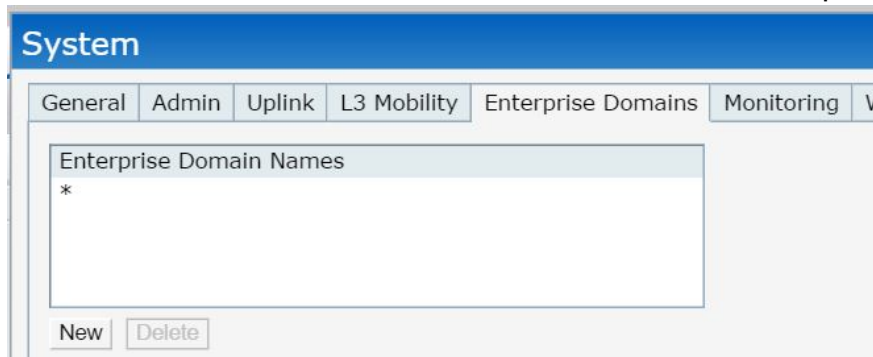 System
General Admin Uplink L3 Mobility Enterprise Domains Monitoring
Enterprise Domain Names
*
New Delete